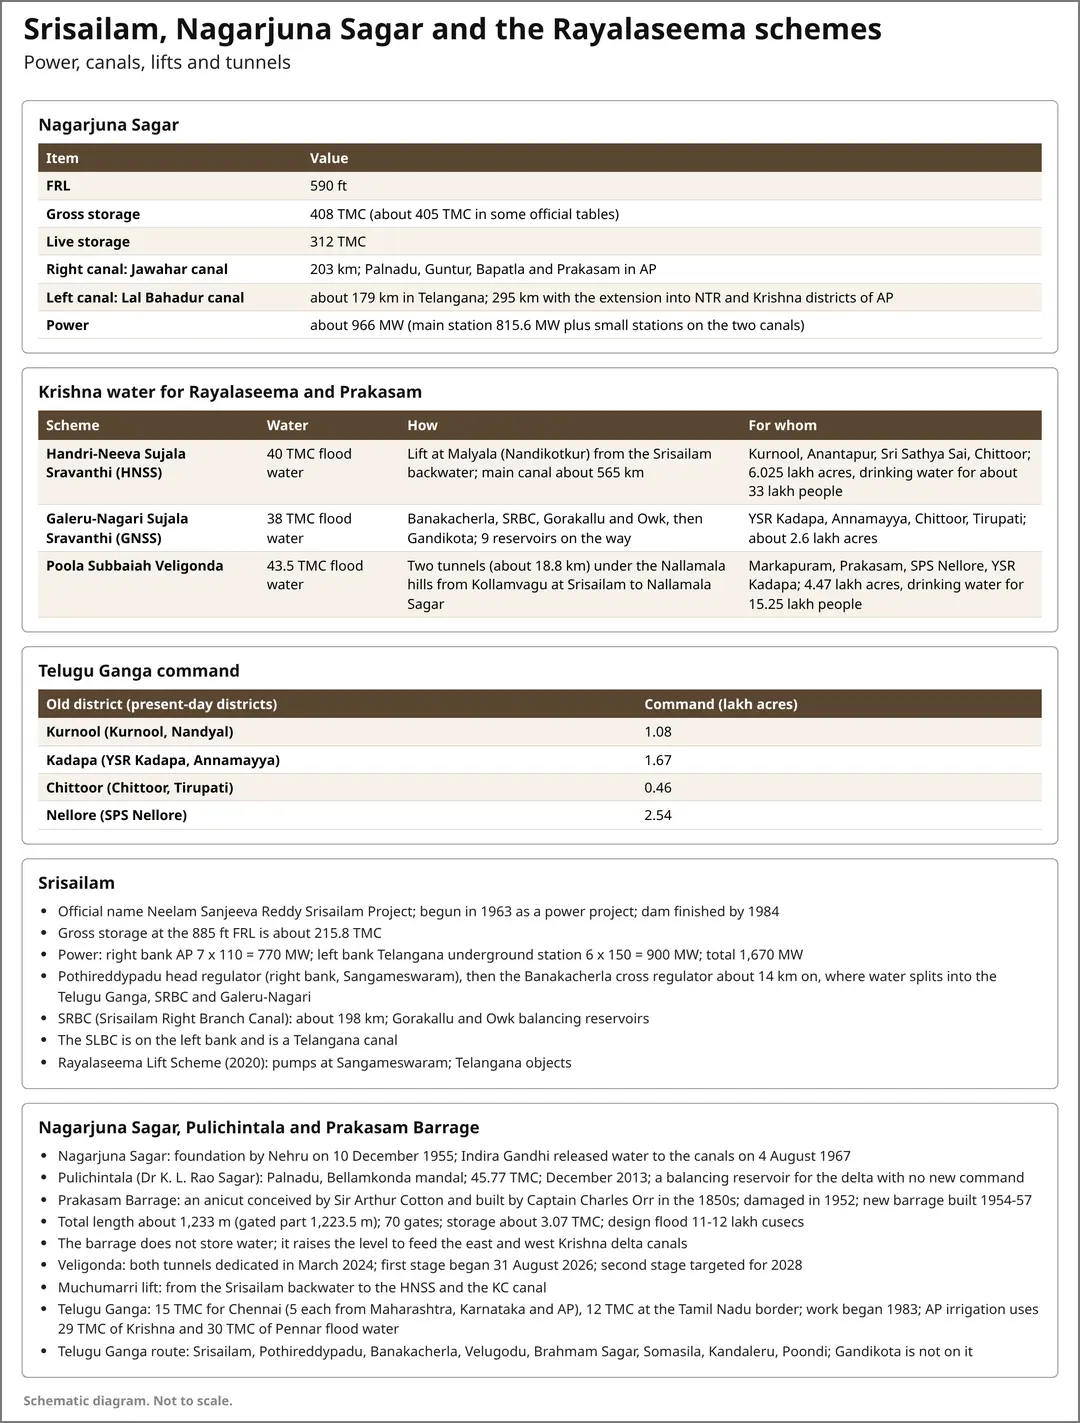 Srisailam, Nagarjuna Sagar and the Rayalaseema schemes
Power, canals, lifts and tunnels
Nagarjuna Sagar
Item Value
FRL 590 ft
Gross storage 408 TMC (about 405 TMC in some official tables)
Live storage 312 TMC
Right canal: Jawahar canal 203 km; Palnadu, Guntur, Bapatla and Prakasam in AP
Left canal: Lal Bahadur canal about 179 km in Telangana; 295 km with the extension into NTR and Krishna districts of AP
Power about 966 MW (main station 815.6 MW plus small stations on the two canals)
Krishna water for Rayalaseema and Prakasam
Scheme Water How For whom
Handri-Neeva Sujala 40 TMC flood Lift at Malyala (Nandikotkur) from the Srisailam Kurnool, Anantapur, Sri Sathya Sai, Chittoor;
Sravanthi (HNSS) water backwater; main canal about 565 km 6.025 lakh acres, drinking water for about
33 lakh people
Galeru-Nagari Sujala 38 TMC flood Banakacherla, SRBC, Gorakallu and Owk, then YSR Kadapa, Annamayya, Chittoor, Tirupati;
Sravanthi (GNSS) water Gandikota; 9 reservoirs on the way about 2.6 lakh acres
Poola Subbaiah Veligonda 43.5 TMC flood Two tunnels (about 18.8 km) under the Nallamala Markapuram, Prakasam, SPS Nellore, YSR
water hills from Kollamvagu at Srisailam to Nallamala Kadapa; 4.47 lakh acres, drinking water for
Sagar 15.25 lakh people
Telugu Ganga command
Old district (present-day districts) Command (lakh acres)
Kurnool (Kurnool, Nandyal) 1.08
Kadapa (YSR Kadapa, Annamayya) 1.67
Chittoor (Chittoor, Tirupati) 0.46
Nellore (SPS Nellore) 2.54
Srisailam
• Official name Neelam Sanjeeva Reddy Srisailam Project; begun in 1963 as a power project; dam finished by 1984
• Gross storage at the 885 ft FRL is about 215.8 TMC
• Power: right bank AP 7 x 110 = 770 MW; left bank Telangana underground station 6 x 150 = 900 MW; total 1,670 MW
• Pothireddypadu head regulator (right bank, Sangameswaram), then the Banakacherla cross regulator about 14 km on, where water splits into the
Telugu Ganga, SRBC and Galeru-Nagari
• SRBC (Srisailam Right Branch Canal): about 198 km; Gorakallu and Owk balancing reservoirs
• The SLBC is on the left bank and is a Telangana canal
• Rayalaseema Lift Scheme (2020): pumps at Sangameswaram; Telangana objects
Nagarjuna Sagar, Pulichintala and Prakasam Barrage
• Nagarjuna Sagar: foundation by Nehru on 10 December 1955; Indira Gandhi released water to the canals on 4 August 1967
• Pulichintala (Dr K. L. Rao Sagar): Palnadu, Bellamkonda mandal; 45.77 TMC; December 2013; a balancing reservoir for the delta with no new command
• Prakasam Barrage: an anicut conceived by Sir Arthur Cotton and built by Captain Charles Orr in the 1850s; damaged in 1952; new barrage built 1954-57
• Total length about 1,233 m (gated part 1,223.5 m); 70 gates; storage about 3.07 TMC; design flood 11-12 lakh cusecs
• The barrage does not store water; it raises the level to feed the east and west Krishna delta canals
• Veligonda: both tunnels dedicated in March 2024; first stage began 31 August 2026; second stage targeted for 2028
• Muchumarri lift: from the Srisailam backwater to the HNSS and the KC canal
• Telugu Ganga: 15 TMC for Chennai (5 each from Maharashtra, Karnataka and AP), 12 TMC at the Tamil Nadu border; work began 1983; AP irrigation uses
29 TMC of Krishna and 30 TMC of Pennar flood water
• Telugu Ganga route: Srisailam, Pothireddypadu, Banakacherla, Velugodu, Brahmam Sagar, Somasila, Kandaleru, Poondi; Gandikota is not on it
Schematic diagram. Not to scale.